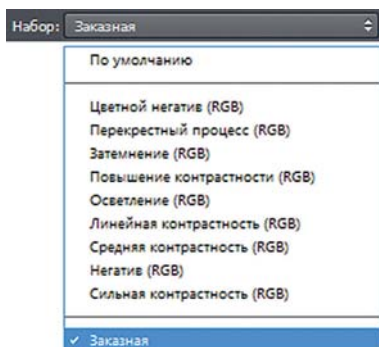 Набор: Заказная
По умолчанию
Цветной негатив (RGB)
Перекрестный процесс (RGB)
Затемнение (RGB)
Повышение контрастности (RGB)
Осветление (RGB)
Линейная контрастность (RGB)
Средняя контрастность (RGB)
Негатив (RGB)
Сильная контрастность (RGB)
✓ Заказная